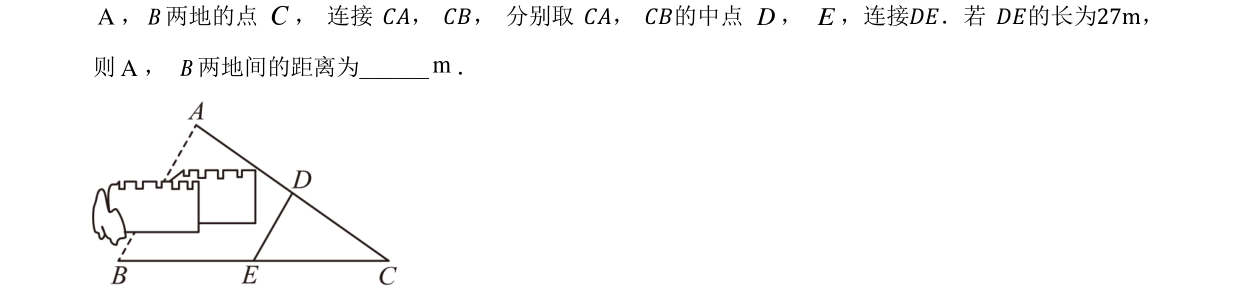 A，B两地的点 C，连接 CA，CB，分别取 CA，CB的中点 D，E，连接DE．若 DE的长为27m，
则 A，B两地间的距离为______m．
A
D
B
E
C